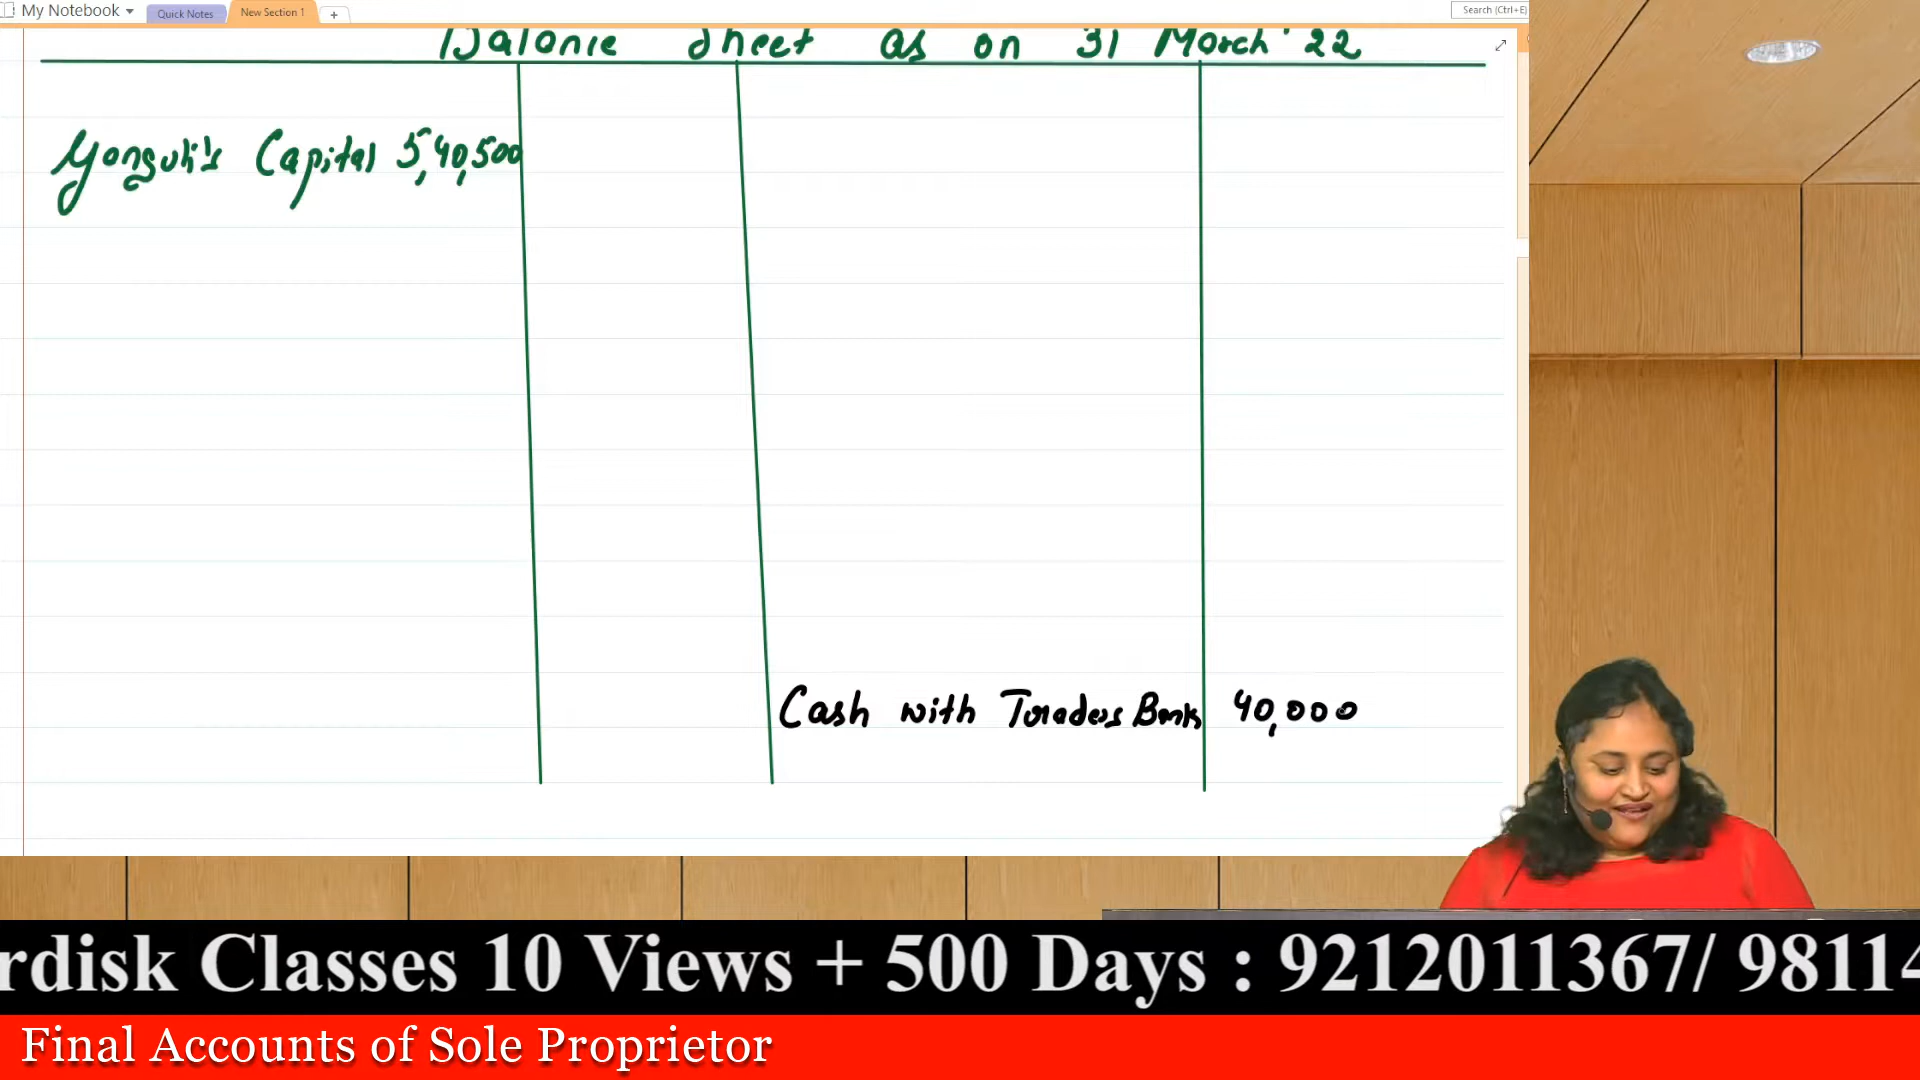 My Notebook
Quick Notes
New Section 1
+
Search (Ctrl+E)
Balance Sheet as on 31 March '22
Capital 5,40,500
Cash with Traders Bank 40,000
rdisk Classes 10 Views + 500 Days : 9212011367/ 98114
Final Accounts of Sole Proprietor